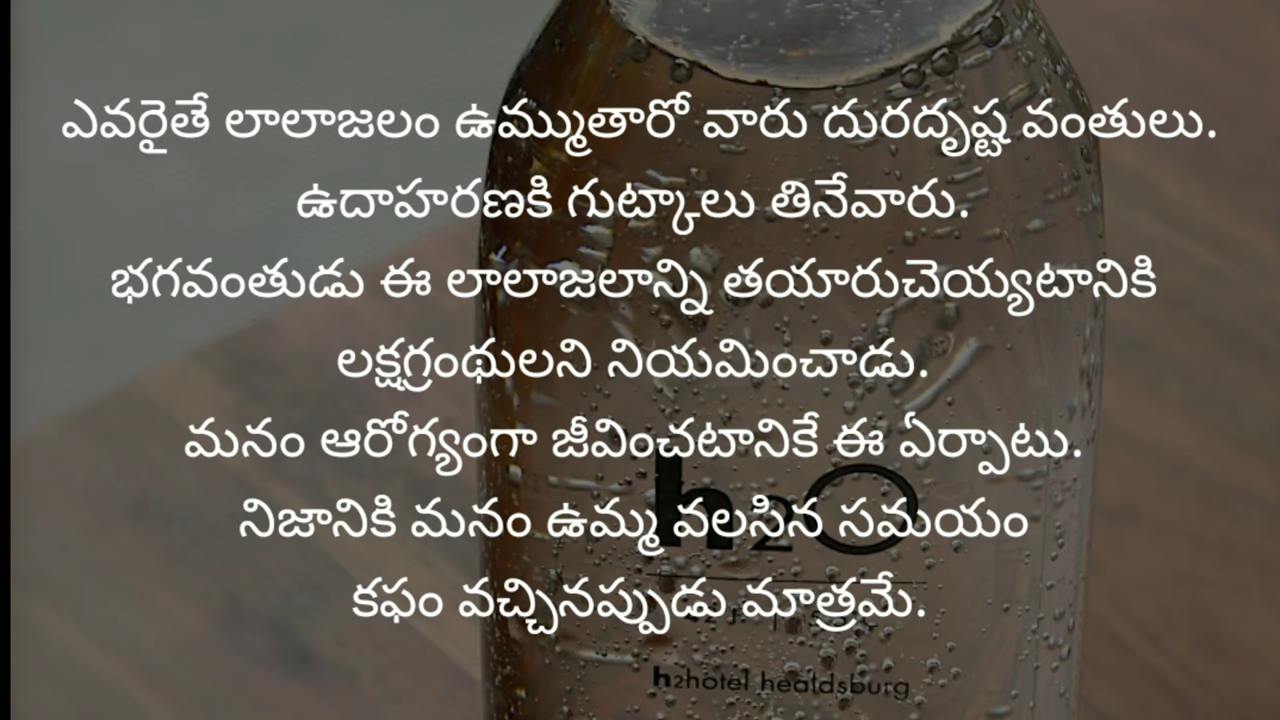 ఎవరైతే లాలాజలం ఉమ్ముతారో వారు దురదృష్ట వంతులు.
ఉదాహరణకి గుట్కాలు తినేవారు.
భగవంతుడు ఈ లాలాజలాన్ని తయారుచెయ్యటానికి
లక్షగ్రంథులని నియమించాడు.
మనం ఆరోగ్యంగా జీవించటానికే ఈ ఏర్పాటు.
h2O
నిజానికి మనం ఉమ్మ వలసిన సమయం
కఫం వచ్చినప్పుడు మాత్రమే.
h2hotel healdsburg